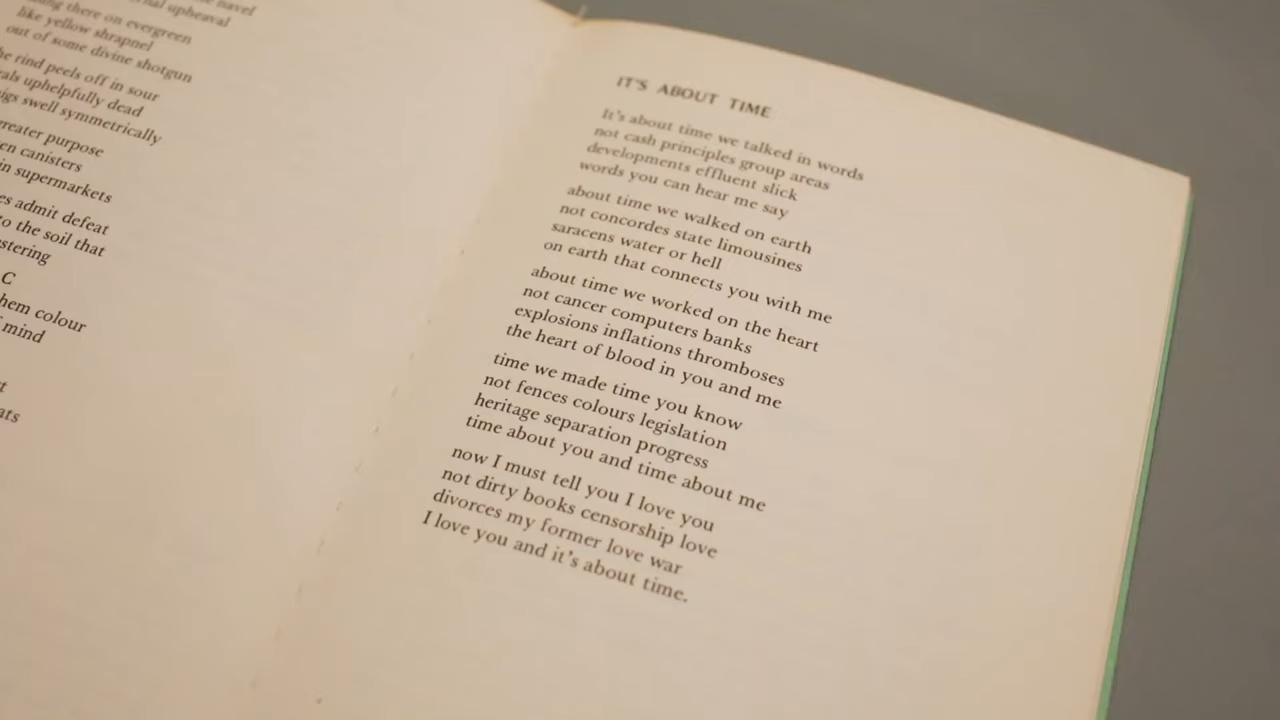 navel
nal upheaval
there on evergreen
like yellow shrapnel
out of some divine shotgun
rind peels off in sour
uphelpfully dead
swell symmetrically
greater purpose
canisters
in supermarkets
admit defeat
to the soil that
C
colour
mind
IT'S ABOUT TIME
It's about time we talked in words
not cash principles group areas
developments effluent slick
words you can hear me say
about time we walked on earth
not concordes state limousines
saracens water or hell
on earth that connects you with me
about time we worked on the heart
not cancer computers banks
explosions inflations thromboses
the heart of blood in you and me
time we made time you know
not fences colours legislation
heritage separation progress
time about you and time about me
now I must tell you I love you
not dirty books censorship love
divorces my former love war
I love you and it's about time.